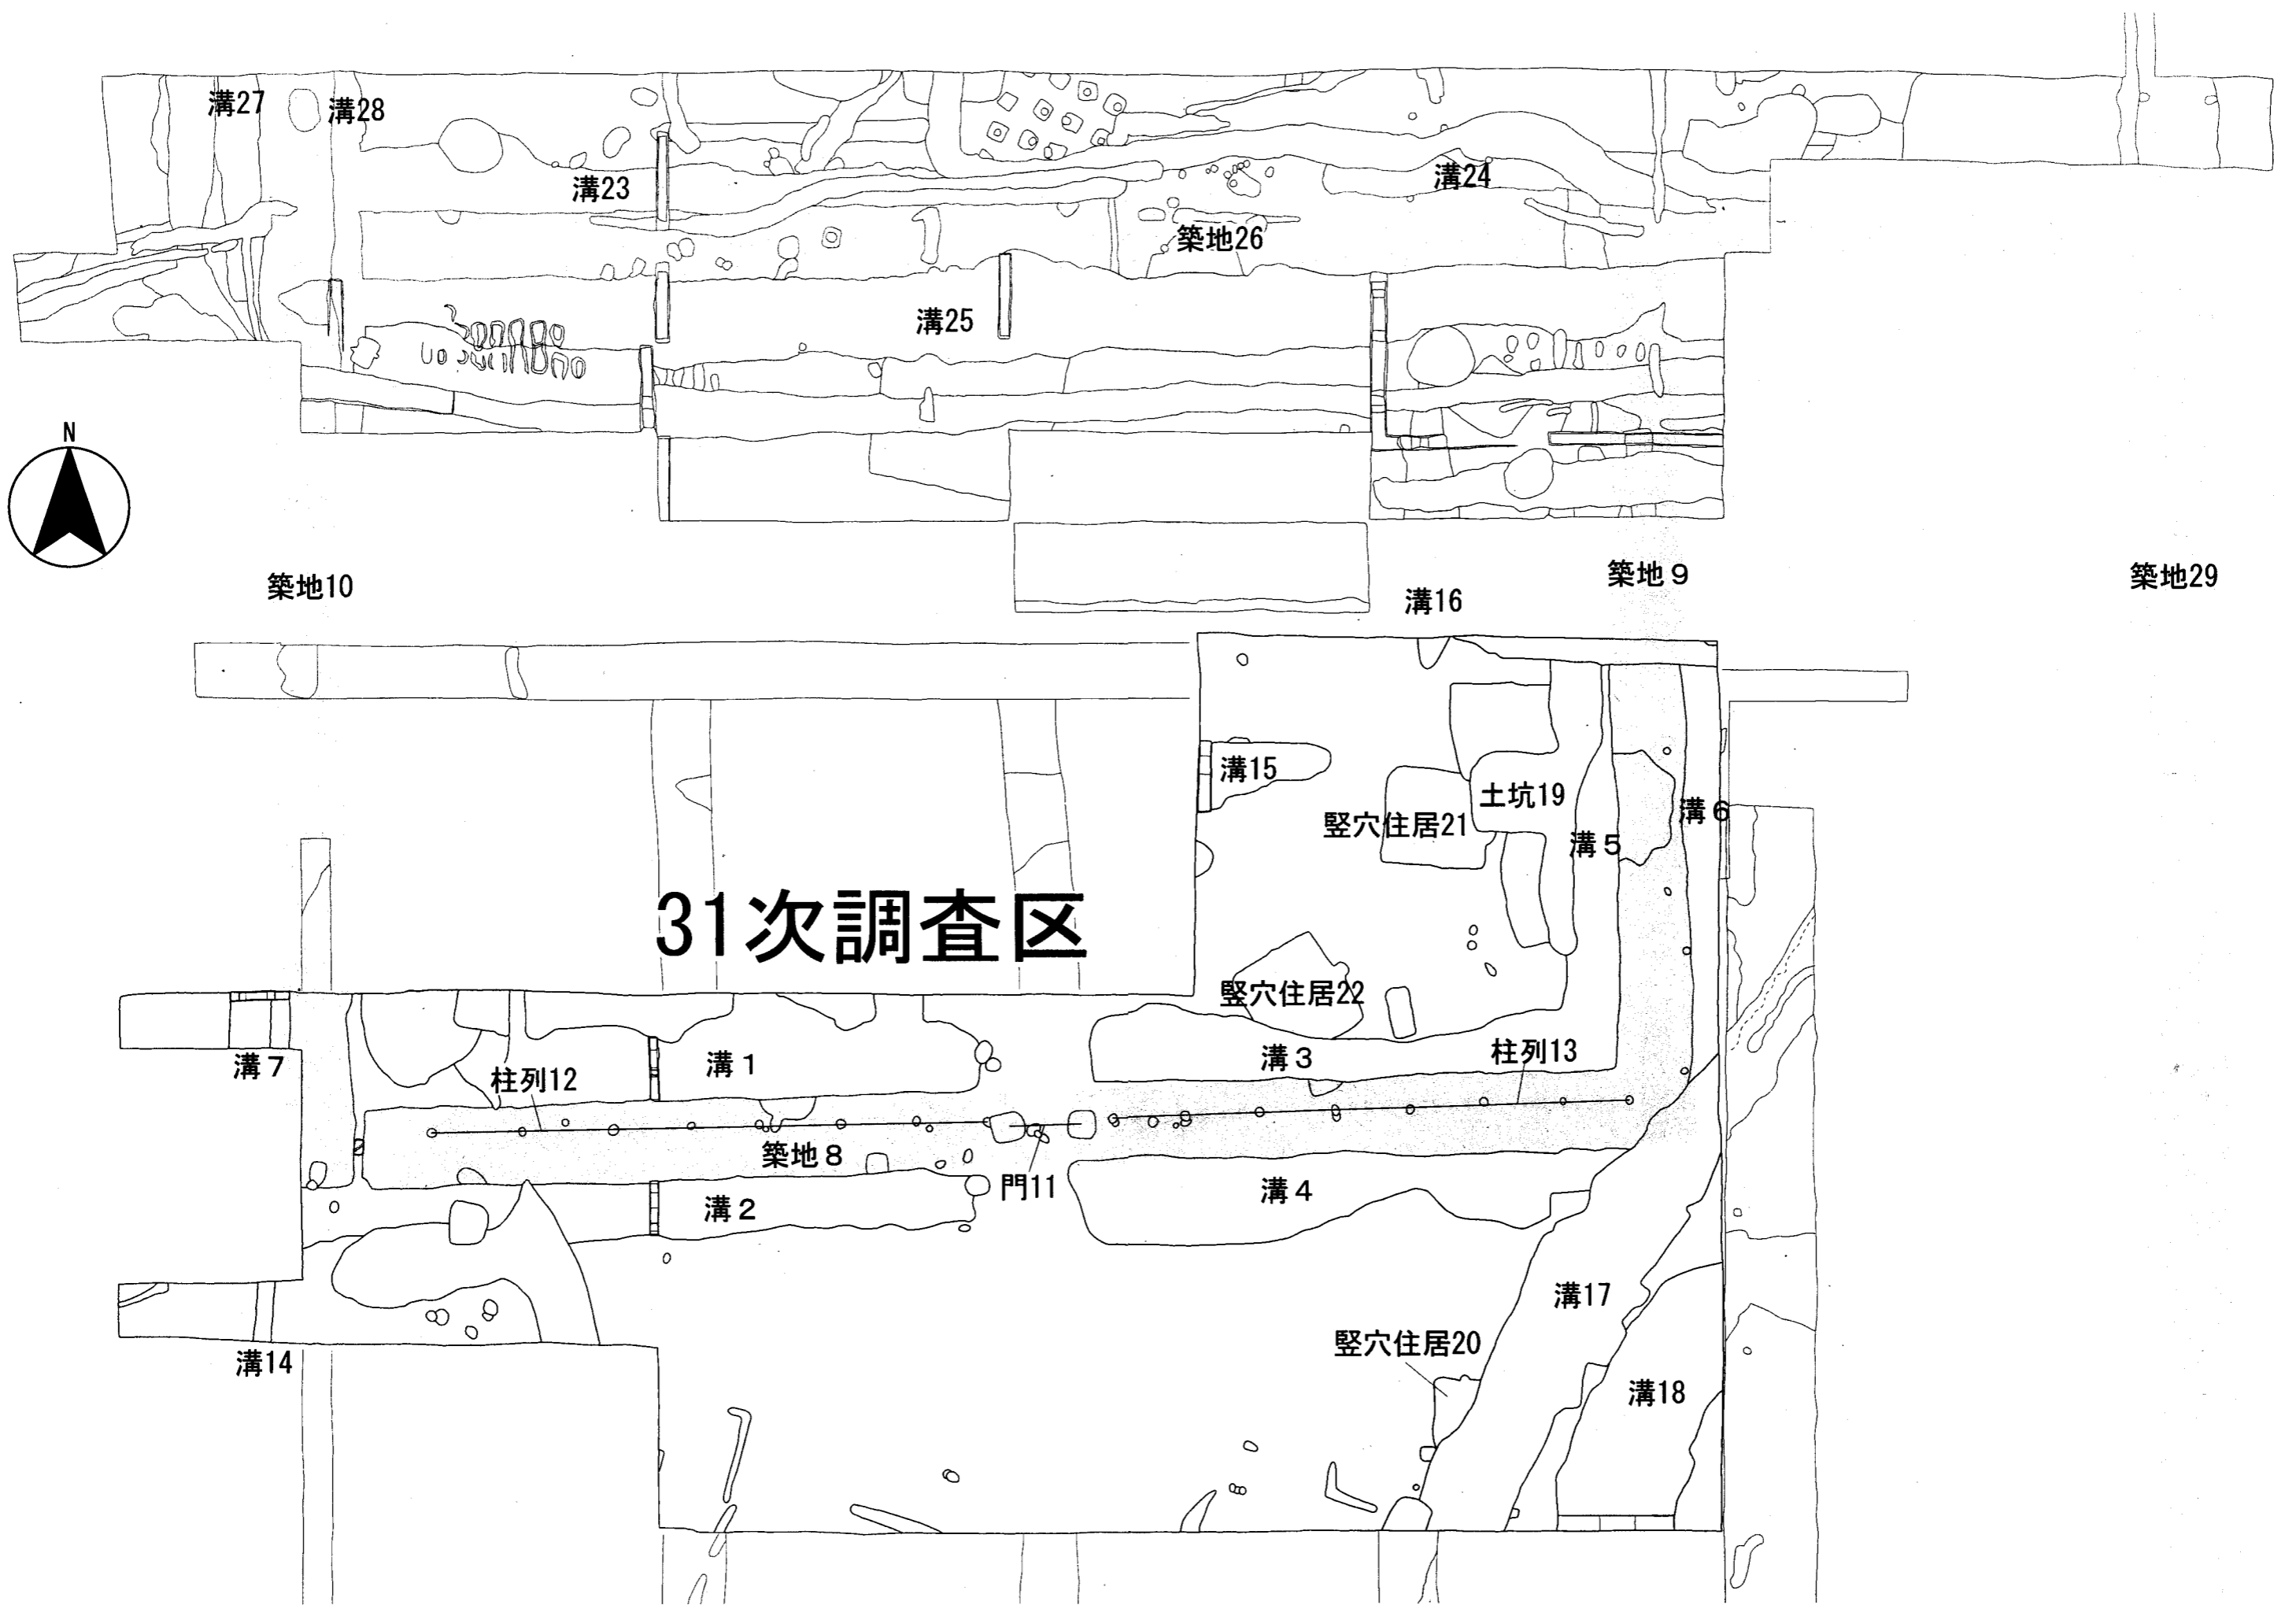 溝27
溝28
溝23
溝24
築地26
溝25
N
築地10
築地９
築地29
溝16
溝15
土坑19
竪穴住居21
溝６
溝５
31次調査区
竪穴住居22
溝７
溝１
溝３
柱列13
柱列12
築地８
門11
溝２
溝４
溝17
竪穴住居20
溝14
溝18